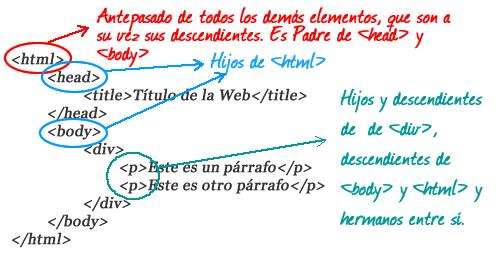 Antepasado de todos los demás elementos, que son a
su vez sus descendientes. Es Padre de <head> y
<body>
<html>
Hijos de <html>
<head>
<title>Título de la Web</title>
</head>
<body>
<div>
<p>Este es un párrafo</p>
<p>Este es otro párrafo</p>
</div>
</body>
</html>
Hijos y descendientes
de de <div>,
descendientes de
<body> y <html> y
hermanos entre sí.